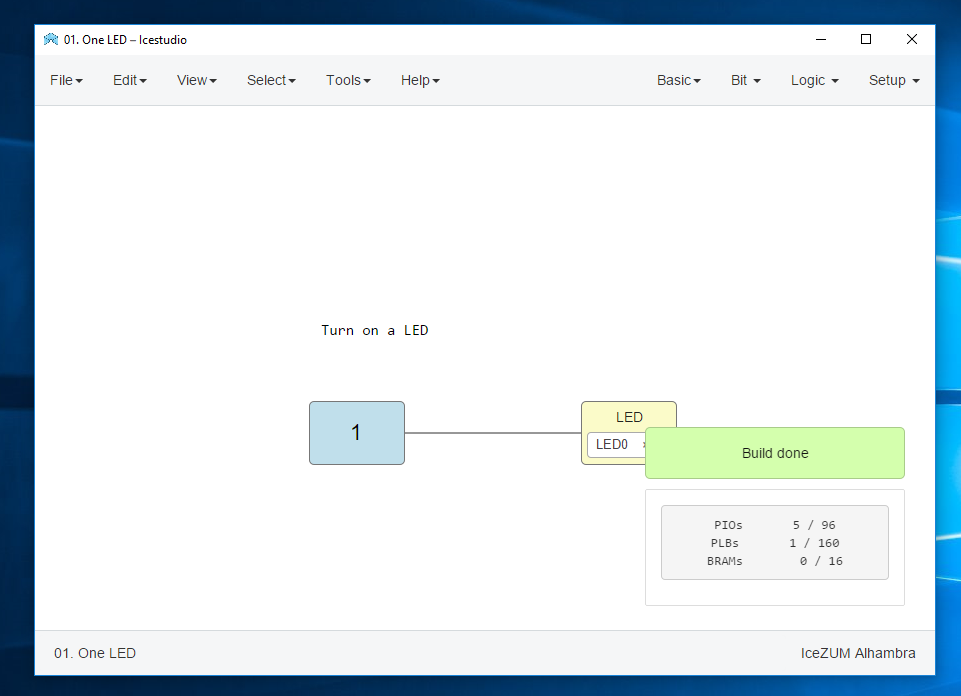 01. One LED – Icestudio
File Edit View Select Tools Help Basic Bit Logic Setup
Turn on a LED
1
LED
LED0
Build done
PIOs 5 / 96
PLBs 1 / 160
BRAMs 0 / 16
01. One LED IceZUM Alhambra